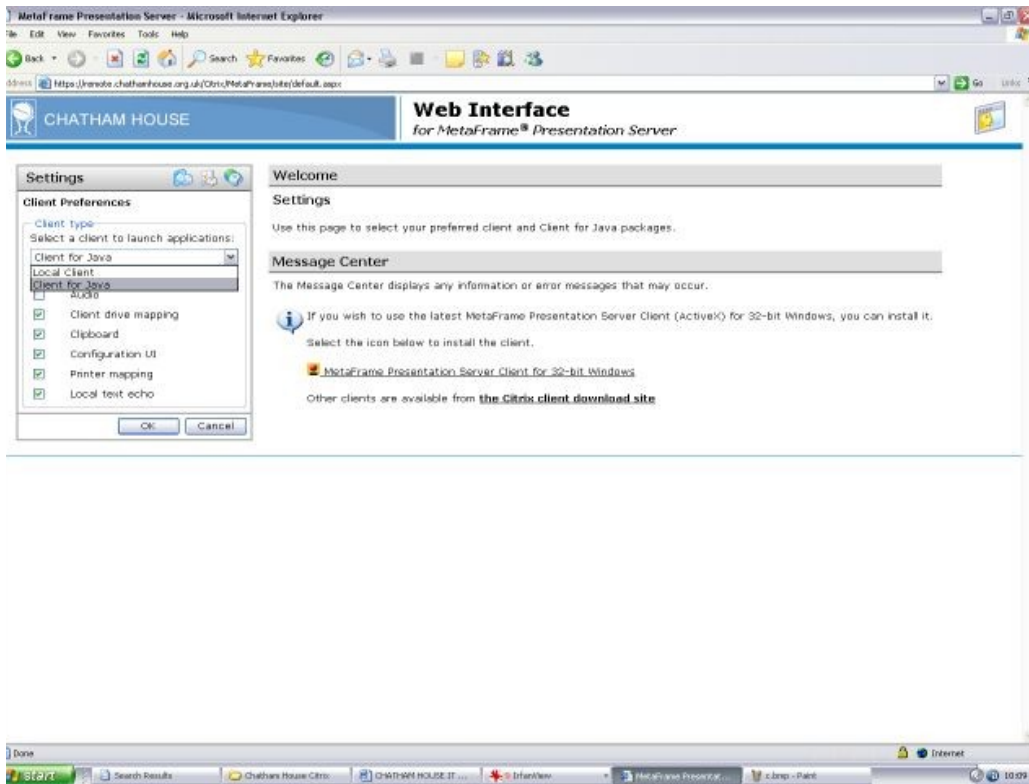 MetaFrame Presentation Server - Microsoft Internet Explorer
File Edit View Favorites Tools Help
Back Search Favorites
Address https://remote.chathamhouse.org.uk/Citrix/MetaFrame/site/default.aspx Go Links
CHATHAM HOUSE
Web Interface
for MetaFrame® Presentation Server
Settings
Client Preferences
Client type
Select a client to launch applications:
Client for Java
Local Client
Client for Java
Audio
Client drive mapping
Clipboard
Configuration UI
Printer mapping
Local text echo
OK Cancel
Welcome
Settings
Use this page to select your preferred client and Client for Java packages.
Message Center
The Message Center displays any information or error messages that may occur.
If you wish to use the latest MetaFrame Presentation Server Client (ActiveX) for 32-bit Windows, you can install it.
Select the icon below to install the client.
MetaFrame Presentation Server Client for 32-bit Windows
Other clients are available from the Citrix client download site
Done Internet
start Search Results Chatham House Citrix CHATHAM HOUSE IT ... IrfanView MetaFrame Presentat... x.bmp - Paint 10:09